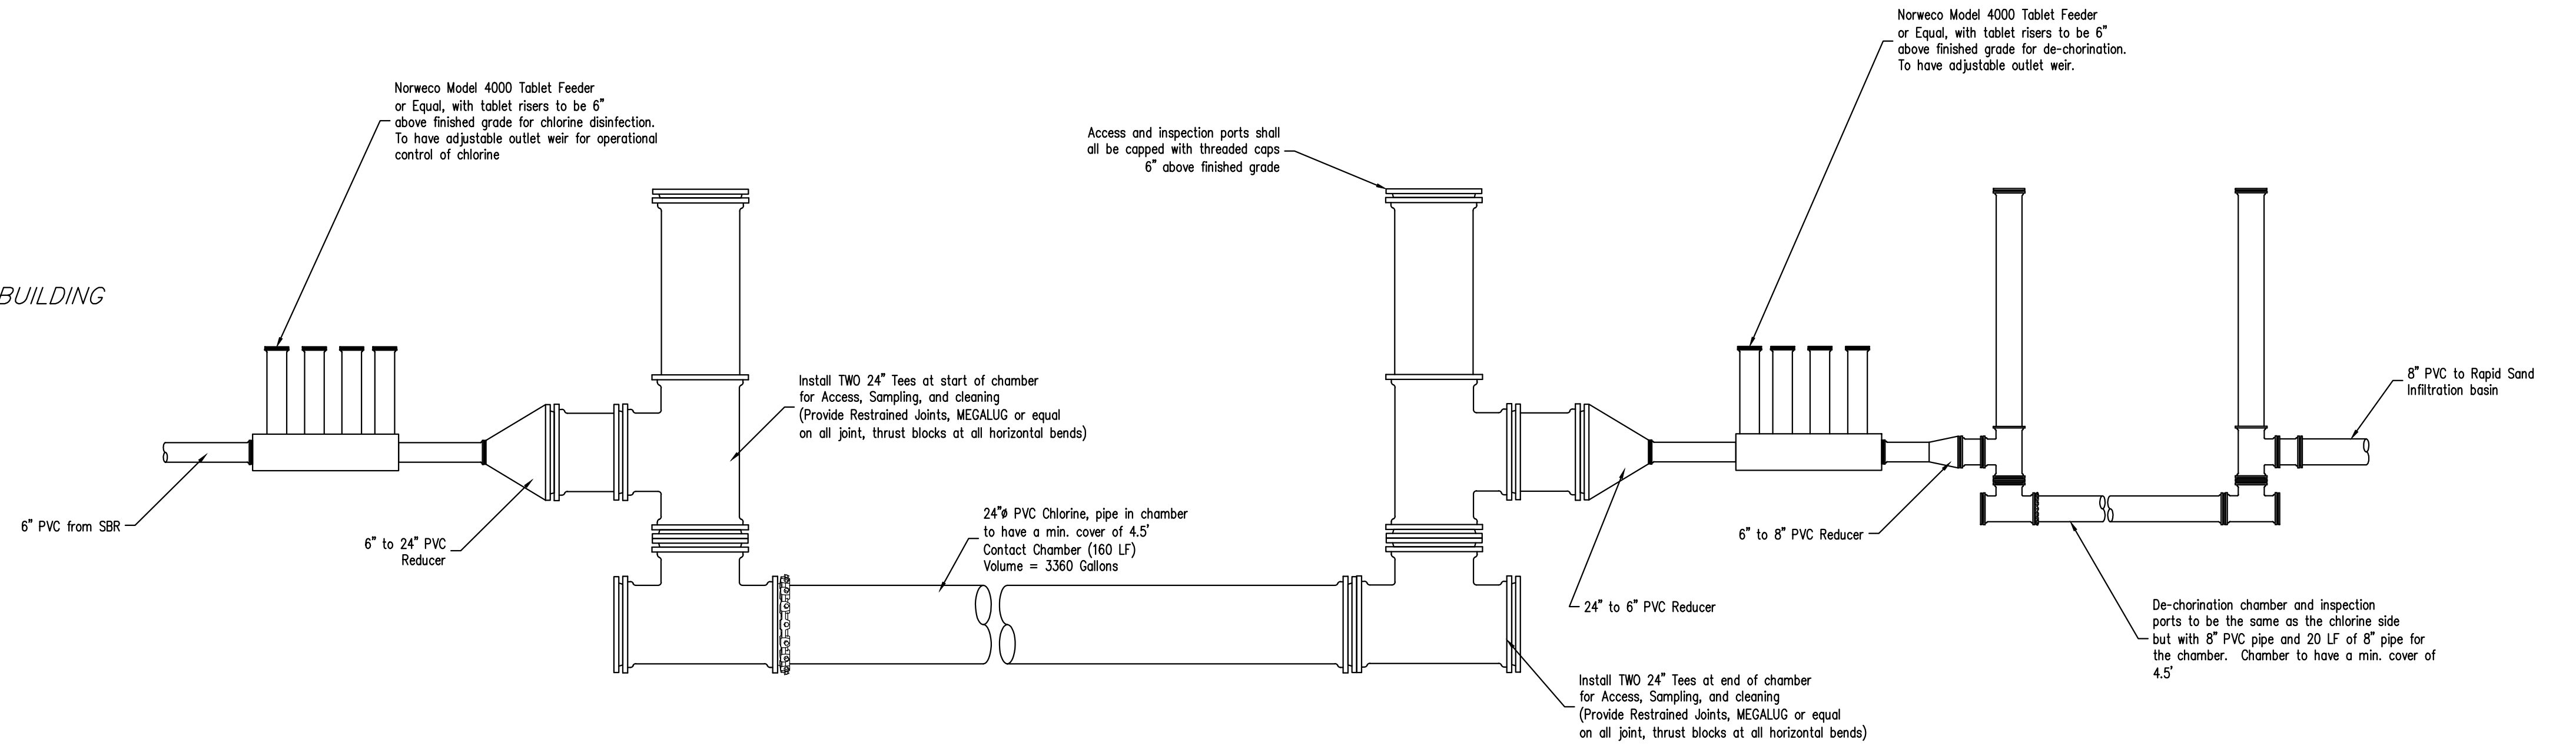 BUILDING
Norweco Model 4000 Tablet Feeder
or Equal, with tablet risers to be 6"
above finished grade for chlorine disinfection.
To have adjustable outlet weir for operational
control of chlorine
6" PVC from SBR
6" to 24" PVC
Reducer
Install TWO 24" Tees at start of chamber
for Access, Sampling, and cleaning
(Provide Restrained Joints, MEGALUG or equal
on all joint, thrust blocks at all horizontal bends)
24"ø PVC Chlorine, pipe in chamber
to have a min. cover of 4.5'
Contact Chamber (160 LF)
Volume = 3360 Gallons
Access and inspection ports shall
all be capped with threaded caps
6" above finished grade
24" to 6" PVC Reducer
Install TWO 24" Tees at end of chamber
for Access, Sampling, and cleaning
(Provide Restrained Joints, MEGALUG or equal
on all joint, thrust blocks at all horizontal bends)
Norweco Model 4000 Tablet Feeder
or Equal, with tablet risers to be 6"
above finished grade for de-chorination.
To have adjustable outlet weir.
6" to 8" PVC Reducer
8" PVC to Rapid Sand
Infiltration basin
De-chorination chamber and inspection
ports to be the same as the chlorine side
but with 8" PVC pipe and 20 LF of 8" pipe for
the chamber. Chamber to have a min. cover of
4.5'